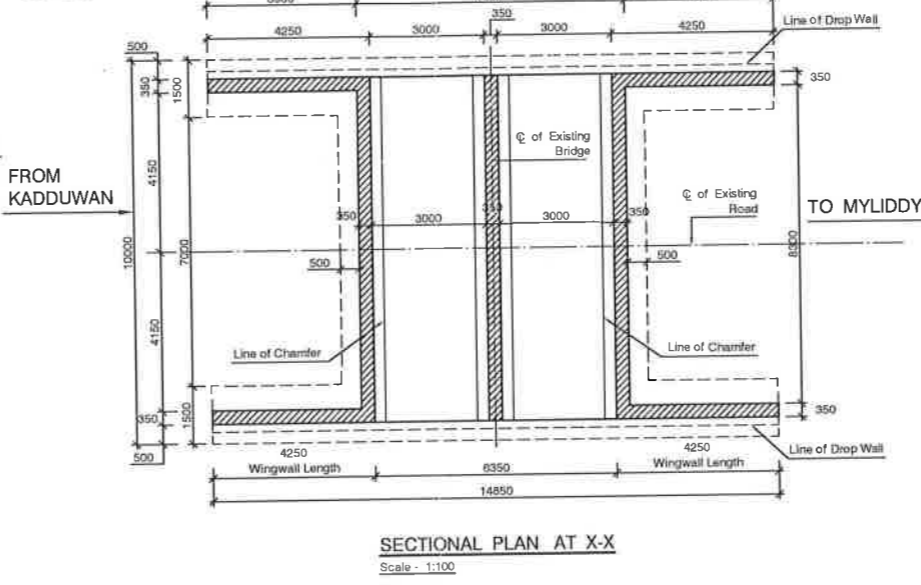 350
4250 3000 3000 4250
Line of Drop Wall
500
350
350
1500
℄ of Existing
Bridge
FROM
KADDUWAN
4150
℄ of Existing
Road
TO MYLIDDY
350 3000 350 3000 350
10000
7000
8300
500
500
4150
Line of Chamfer
Line of Chamfer
350
1500
350
500
4250
4250
Line of Drop Wall
Wingwall Length 6350 Wingwall Length
14850
SECTIONAL PLAN AT X-X
Scale - 1:100